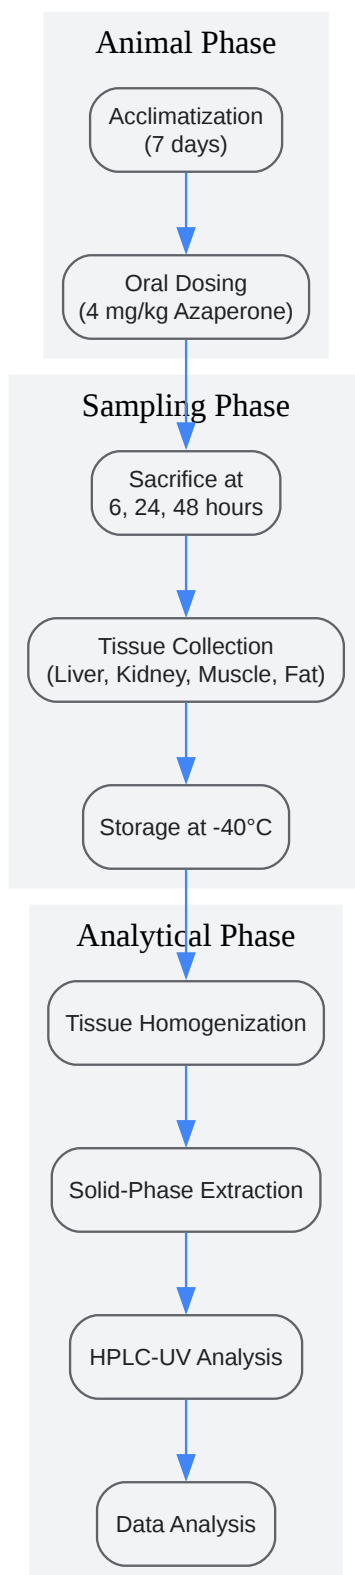 Animal Phase
Acclimatization
(7 days)
Oral Dosing
(4 mg/kg Azaperone)
Sampling Phase
Sacrifice at
6, 24, 48 hours
Tissue Collection
(Liver, Kidney, Muscle, Fat)
Storage at -40°C
Analytical Phase
Tissue Homogenization
Solid-Phase Extraction
HPLC-UV Analysis
Data Analysis